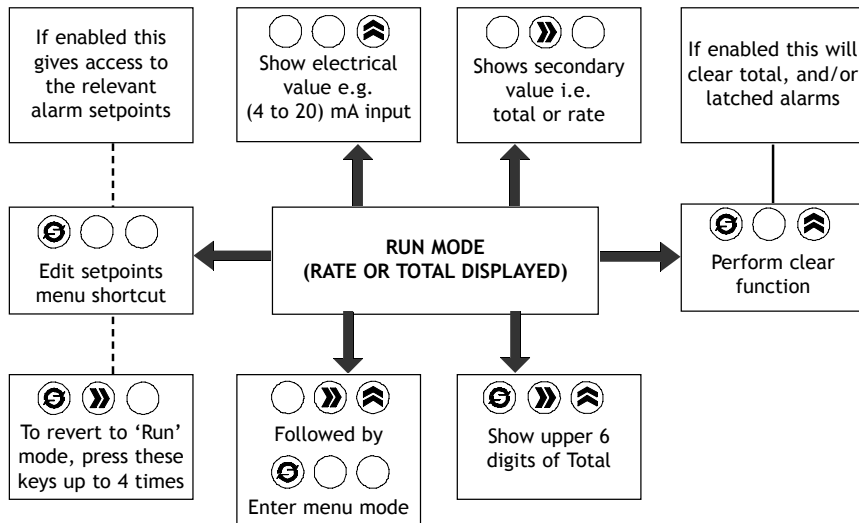 If enabled this
gives access to
the relevant
alarm setpoints
Show electrical
value e.g.
(4 to 20) mA input
Shows secondary
value i.e.
total or rate
If enabled this will
clear total, and/or
latched alarms
Edit setpoints
menu shortcut
RUN MODE
(RATE OR TOTAL DISPLAYED)
Perform clear
function
To revert to ‘Run’
mode, press these
keys up to 4 times
Followed by
Enter menu mode
Show upper 6
digits of Total